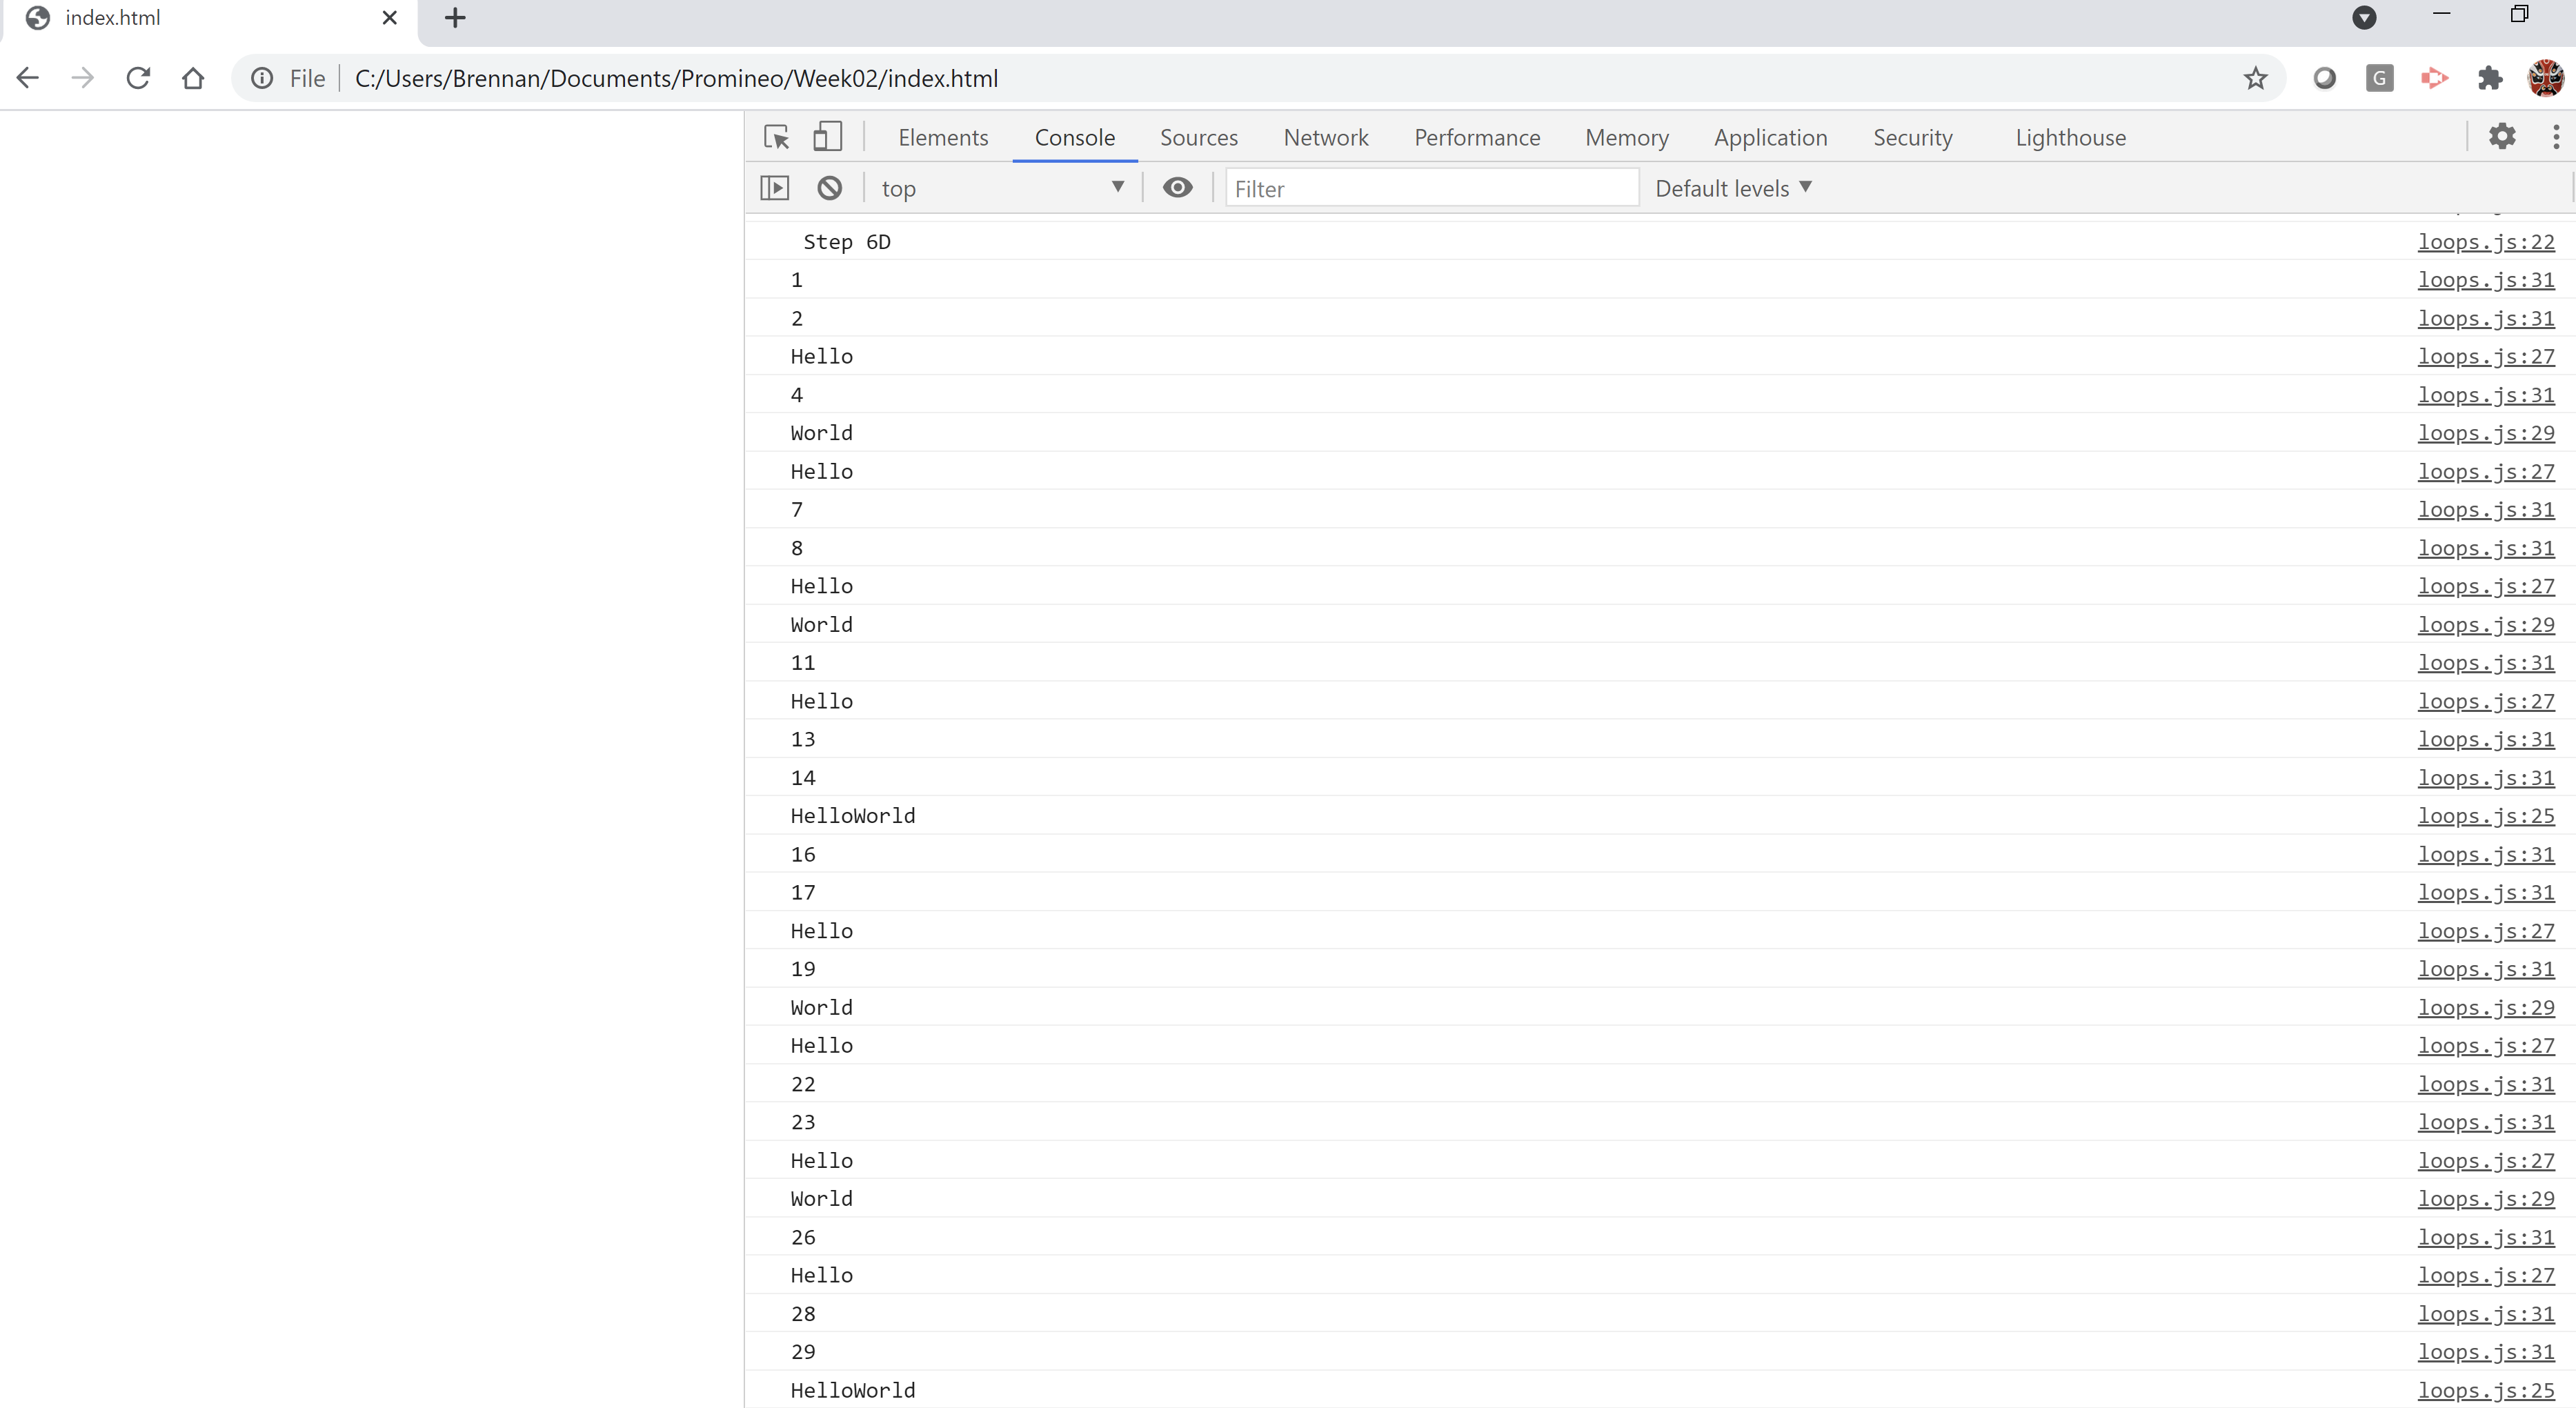 index.html
File C:/Users/Brennan/Documents/Promineo/Week02/index.html
G
Elements Console Sources Network Performance Memory Application Security Lighthouse
top Filter Default levels
Step 6D loops.js:22
1 loops.js:31
2 loops.js:31
Hello loops.js:27
4 loops.js:31
World loops.js:29
Hello loops.js:27
7 loops.js:31
8 loops.js:31
Hello loops.js:27
World loops.js:29
11 loops.js:31
Hello loops.js:27
13 loops.js:31
14 loops.js:31
HelloWorld loops.js:25
16 loops.js:31
17 loops.js:31
Hello loops.js:27
19 loops.js:31
World loops.js:29
Hello loops.js:27
22 loops.js:31
23 loops.js:31
Hello loops.js:27
World loops.js:29
26 loops.js:31
Hello loops.js:27
28 loops.js:31
29 loops.js:31
HelloWorld loops.js:25